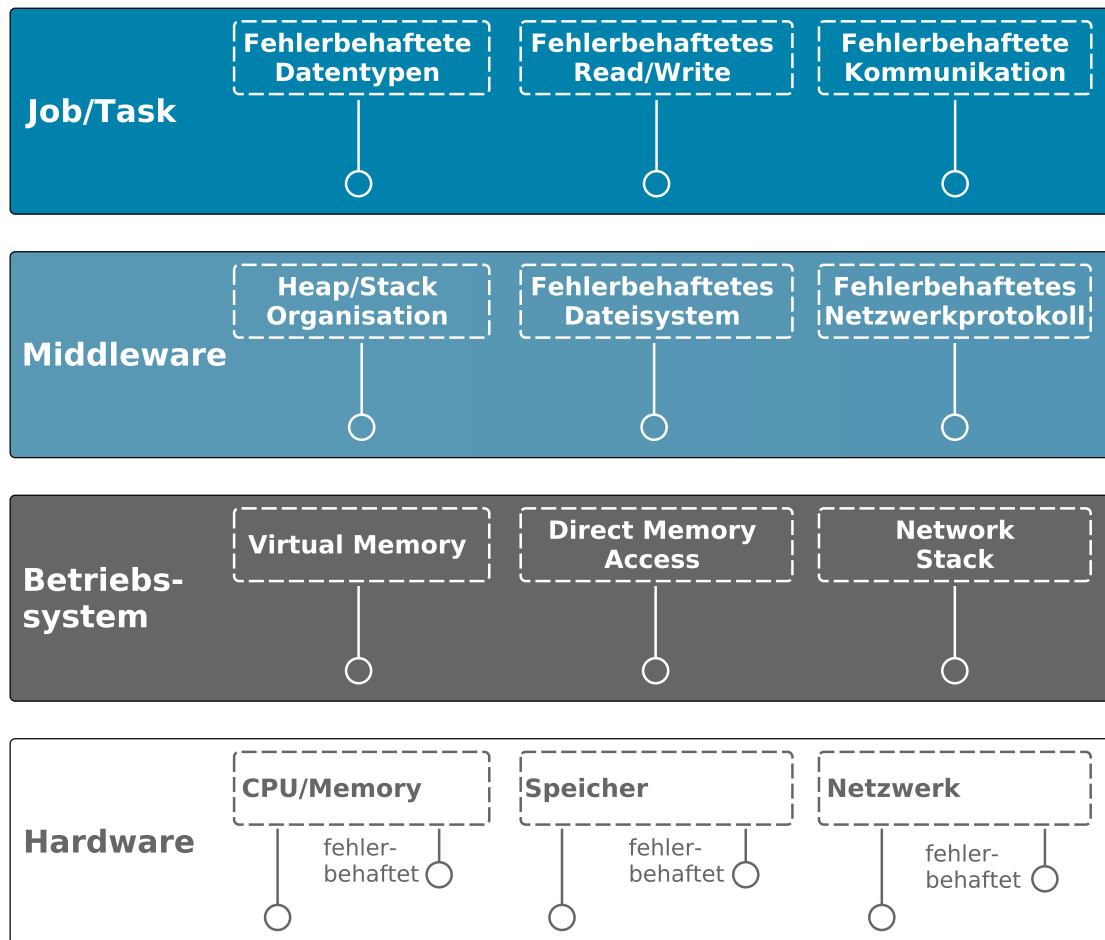 Job/Task
Fehlerbehaftete
Datentypen
Fehlerbehaftetes
Read/Write
Fehlerbehaftete
Kommunikation
Middleware
Heap/Stack
Organisation
Fehlerbehaftetes
Dateisystem
Fehlerbehaftetes
Netzwerkprotokoll
Betriebs-
system
Virtual Memory
Direct Memory
Access
Network
Stack
Hardware
CPU/Memory
fehler-
behaftet
Speicher
fehler-
behaftet
Netzwerk
fehler-
behaftet